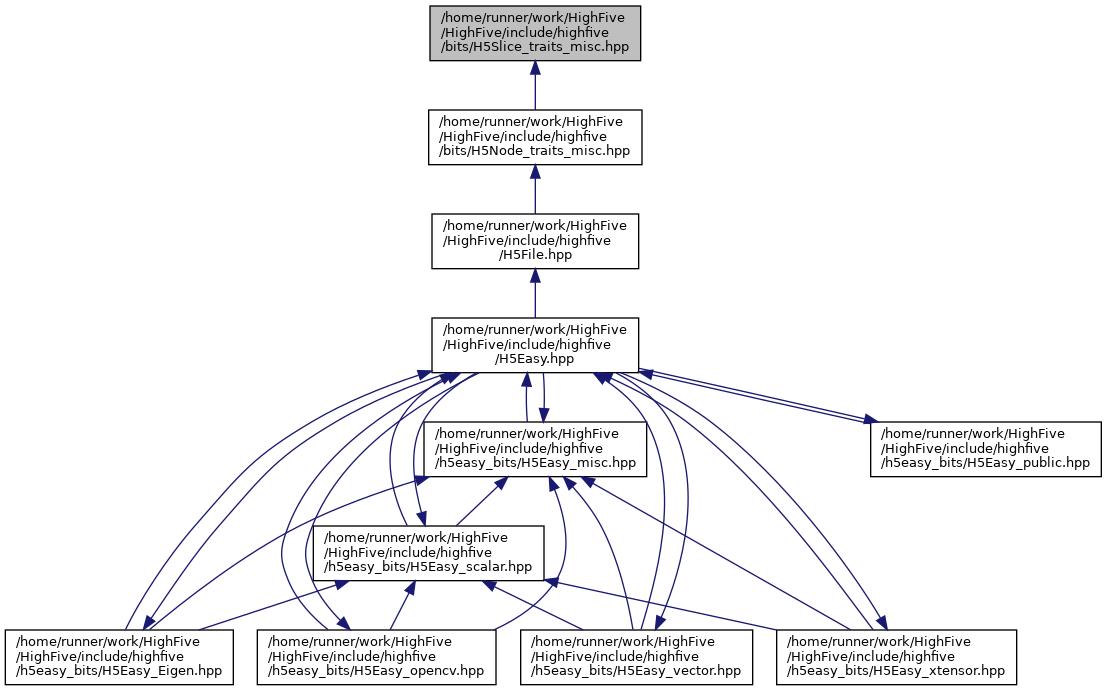 /home/runner/work/HighFive
/HighFive/include/highfive
/bits/H5Slice_traits_misc.hpp
/home/runner/work/HighFive
/HighFive/include/highfive
/bits/H5Node_traits_misc.hpp
/home/runner/work/HighFive
/HighFive/include/highfive
/H5File.hpp
/home/runner/work/HighFive
/HighFive/include/highfive
/H5Easy.hpp
/home/runner/work/HighFive
/HighFive/include/highfive
/h5easy_bits/H5Easy_misc.hpp
/home/runner/work/HighFive
/HighFive/include/highfive
/h5easy_bits/H5Easy_public.hpp
/home/runner/work/HighFive
/HighFive/include/highfive
/h5easy_bits/H5Easy_scalar.hpp
/home/runner/work/HighFive
/HighFive/include/highfive
/h5easy_bits/H5Easy_Eigen.hpp
/home/runner/work/HighFive
/HighFive/include/highfive
/h5easy_bits/H5Easy_opencv.hpp
/home/runner/work/HighFive
/HighFive/include/highfive
/h5easy_bits/H5Easy_vector.hpp
/home/runner/work/HighFive
/HighFive/include/highfive
/h5easy_bits/H5Easy_xtensor.hpp